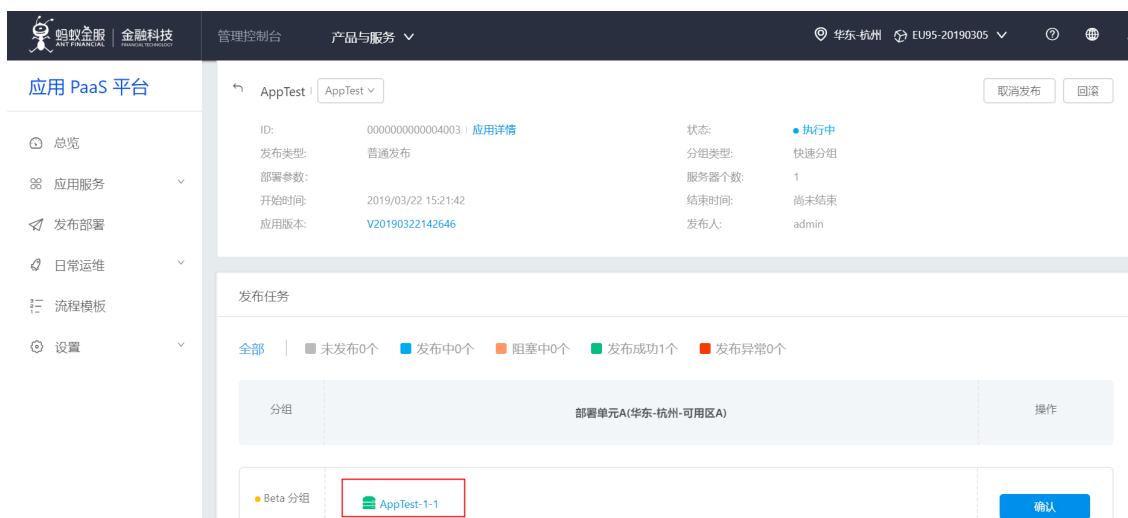 蚂蚁金服 金融科技 管理控制台 产品与服务 华东-杭州 EU95-20190305
ANT FINANCIAL FINANCIAL TECHNOLOGY
应用 PaaS 平台
总览
应用服务
发布部署
日常运维
流程模板
设置
AppTest AppTest 取消发布 回滚
ID: 0000000000004003 应用详情 状态: 执行中
发布类型: 普通发布 分组类型: 快速分组
部署参数: 服务器个数: 1
开始时间: 2019/03/22 15:21:42 结束时间: 尚未结束
应用版本: V20190322142646 发布人: admin
发布任务
全部 未发布0个 发布中0个 阻塞中0个 发布成功1个 发布异常0个
分组 部署单元A(华东-杭州-可用区A) 操作
Beta 分组 AppTest-1-1 确认